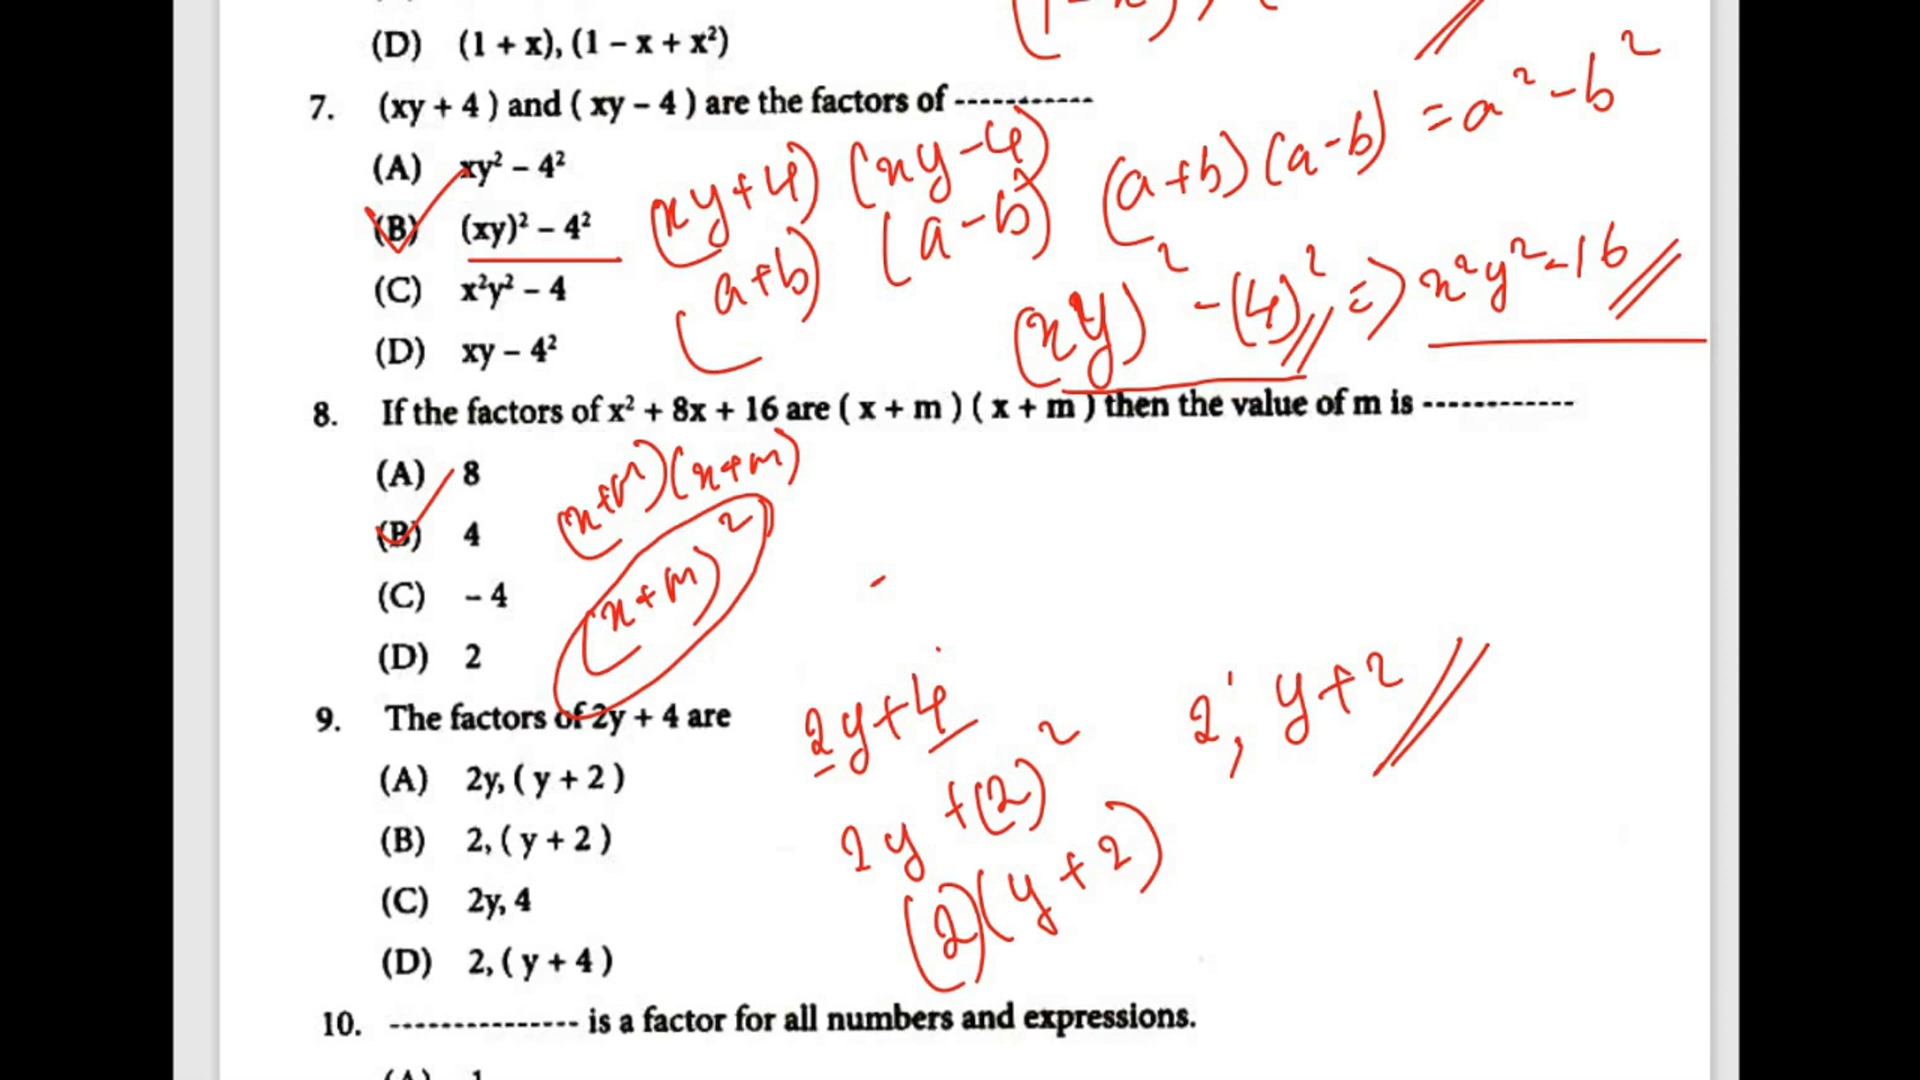 (D) (1 + x), (1 – x + x²)
7. (xy + 4 ) and ( xy – 4 ) are the factors of -----------
(A) xy² – 4²
(B) (xy)² – 4²
(C) x²y² – 4
(D) xy – 4²
(xy+4) (xy-4)
(a+b) (a-b)
(a+b) (a-b) = a² - b²
(xy)² - (4)² => x²y² - 16
8. If the factors of x² + 8x + 16 are ( x + m ) ( x + m ) then the value of m is ------------
(A) 8
(B) 4
(C) – 4
(D) 2
(x+m)(x+m)
(x+m)²
9. The factors of 2y + 4 are
(A) 2y, ( y + 2 )
(B) 2, ( y + 2 )
(C) 2y, 4
(D) 2, ( y + 4 )
2y+4
2y +(2)²
(2)(y+2)
2, y+2
10. --------------- is a factor for all numbers and expressions.
(A) 1